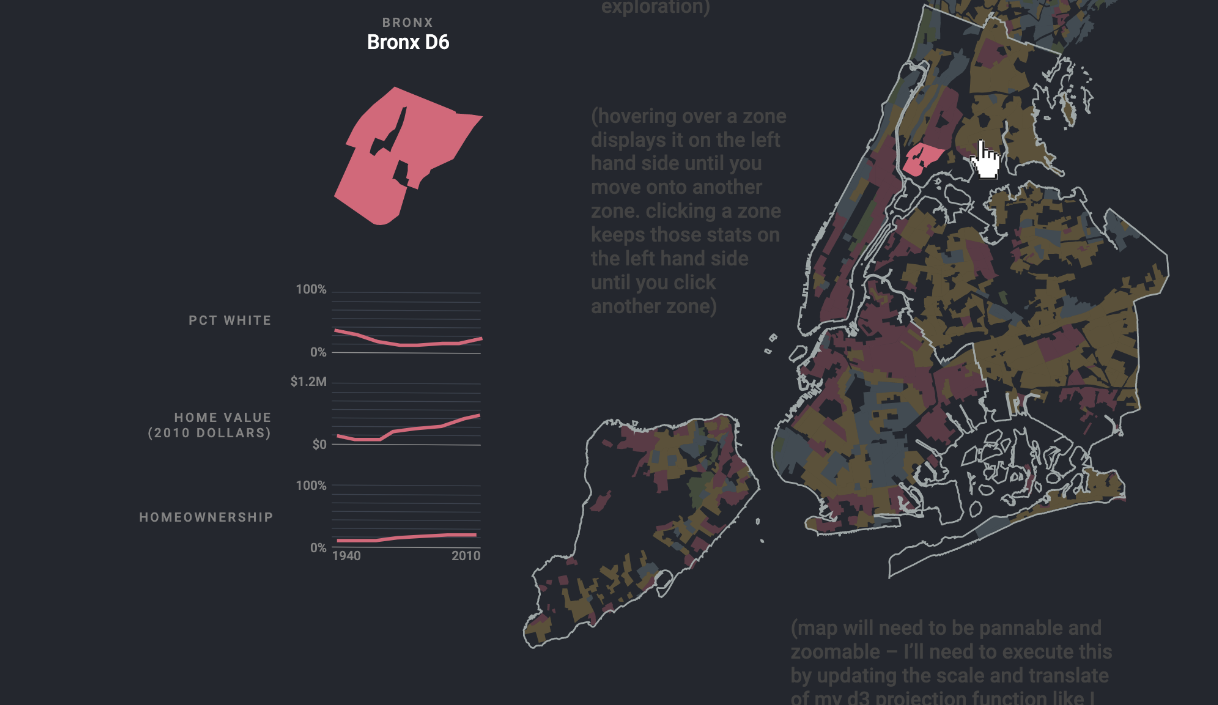 exploration)
BRONX
Bronx D6
(hovering over a zone
displays it on the left
hand side until you
move onto another
zone. clicking a zone
keeps those stats on
the left hand side
until you click
another zone)
100%
PCT WHITE
0%
$1.2M
HOME VALUE
(2010 DOLLARS)
$0
100%
HOMEOWNERSHIP
0%
1940 2010
(map will need to be pannable and
zoomable – I'll need to execute this
by updating the scale and translate
of my d3 projection function like I